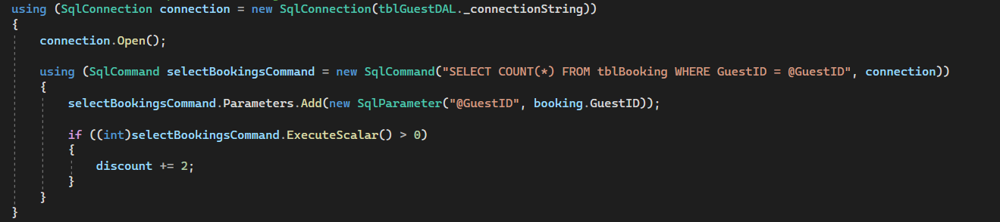 using (SqlConnection connection = new SqlConnection(tblGuestDAL._connectionString))
{
    connection.Open();

    using (SqlCommand selectBookingsCommand = new SqlCommand("SELECT COUNT(*) FROM tblBooking WHERE GuestID = @GuestID", connection))
    {
        selectBookingsCommand.Parameters.Add(new SqlParameter("@GuestID", booking.GuestID));

        if ((int)selectBookingsCommand.ExecuteScalar() > 0)
        {
            discount += 2;
        }
    }
}